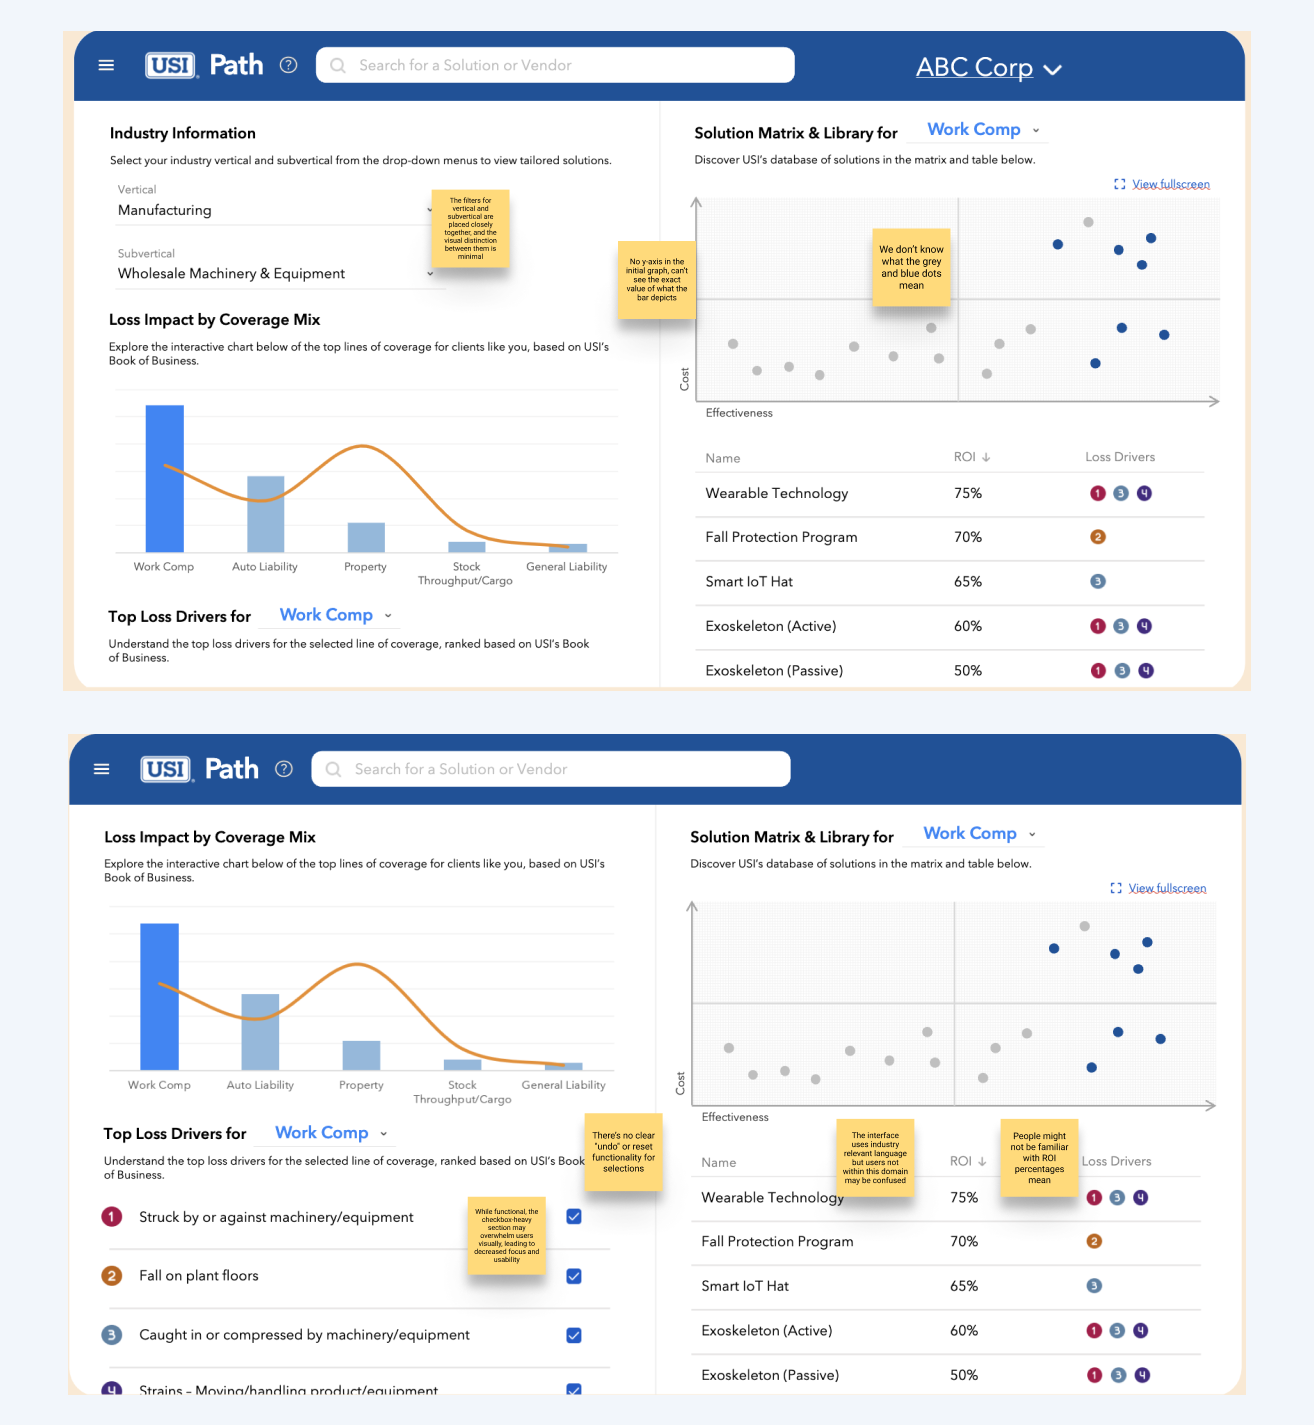 USI Path ?
Search for a Solution or Vendor
ABC Corp
Industry Information
Select your industry vertical and subvertical from the drop-down menus to view tailored solutions.
Vertical
Manufacturing
Subvertical
Wholesale Machinery & Equipment
The filters for
vertical and
subvertical are
placed closely
together, and the
visual distinction
between them is
minimal
Loss Impact by Coverage Mix
Explore the interactive chart below of the top lines of coverage for clients like you, based on USI's
Book of Business.
Work Comp
Auto Liability
Property
Stock
Throughput/Cargo
General Liability
Top Loss Drivers for Work Comp
Understand the top loss drivers for the selected line of coverage, ranked based on USI's Book
of Business.
Solution Matrix & Library for Work Comp
Discover USI's database of solutions in the matrix and table below.
View fullscreen
No y-axis in the
initial graph, can't
see the exact
value of what the
bar depicts
We don't know
what the grey
and blue dots
mean
Cost
Effectiveness
Name ROI ↓ Loss Drivers
Wearable Technology 75% 1 3 4
Fall Protection Program 70% 2
Smart IoT Hat 65% 3
Exoskeleton (Active) 60% 1 3 4
Exoskeleton (Passive) 50% 1 3 4
USI Path ?
Search for a Solution or Vendor
Loss Impact by Coverage Mix
Explore the interactive chart below of the top lines of coverage for clients like you, based on USI's
Book of Business.
Work Comp
Auto Liability
Property
Stock
Throughput/Cargo
General Liability
Top Loss Drivers for Work Comp
Understand the top loss drivers for the selected line of coverage, ranked based on USI's Book
of Business.
There's no clear
"undo" or reset
functionality for
selections
1 Struck by or against machinery/equipment
2 Fall on plant floors
3 Caught in or compressed by machinery/equipment
4 Strains – Moving/handling product/equipment
While functional, the
checkbox-heavy
section may
overwhelm users
visually, leading to
decreased focus and
usability
Solution Matrix & Library for Work Comp
Discover USI's database of solutions in the matrix and table below.
View fullscreen
Cost
Effectiveness
The interface
uses industry
relevant language
but users not
within this domain
may be confused
People might
not be familiar
with ROI
percentages
mean
Name ROI ↓ Loss Drivers
Wearable Technology 75% 1 3 4
Fall Protection Program 70% 2
Smart IoT Hat 65% 3
Exoskeleton (Active) 60% 1 3 4
Exoskeleton (Passive) 50% 1 3 4